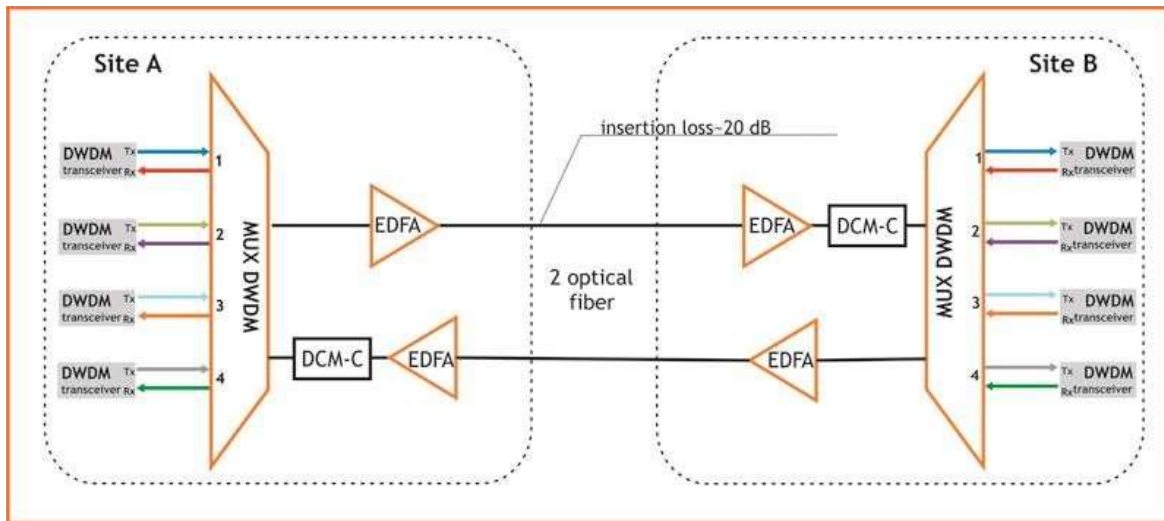 Site A
Site B
insertion loss~20 dB
DWDM Tx
transceiver Rx
1
DWDM Tx
transceiver Rx
2
DWDM Tx
transceiver Rx
3
DWDM Tx
transceiver Rx
4
MUX DWDM
EDFA
DCM-C
EDFA
2 optical
fiber
EDFA
DCM-C
EDFA
MUX DWDM
1
Tx DWDM
Rx transceiver
2
Tx DWDM
Rx transceiver
3
Tx DWDM
Rx transceiver
4
Tx DWDM
Rx transceiver